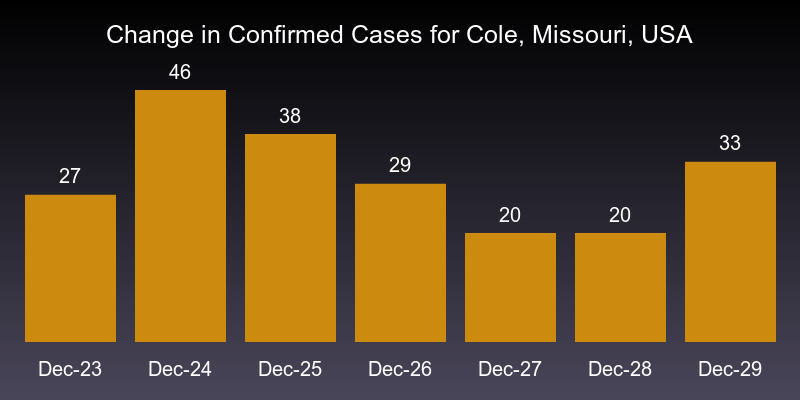 Change in Confirmed Cases for Cole, Missouri, USA
46
38
33
27
29
20
20
Dec-23
Dec-24
Dec-25
Dec-26
Dec-27
Dec-28
Dec-29